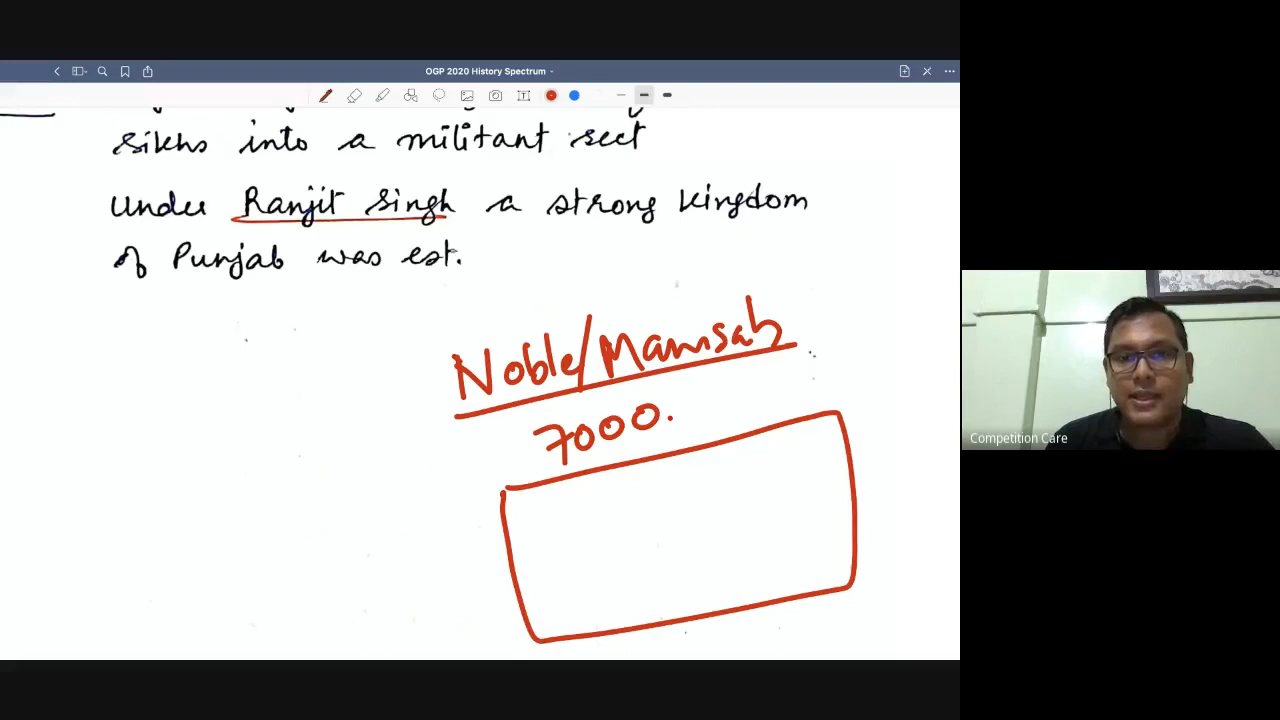 OGP 2020 History Spectrum
sikhs into a militant sect
Under Ranjit Singh a strong kingdom
of Punjab was est.
Noble/Mamsab
7000.
Competition Care